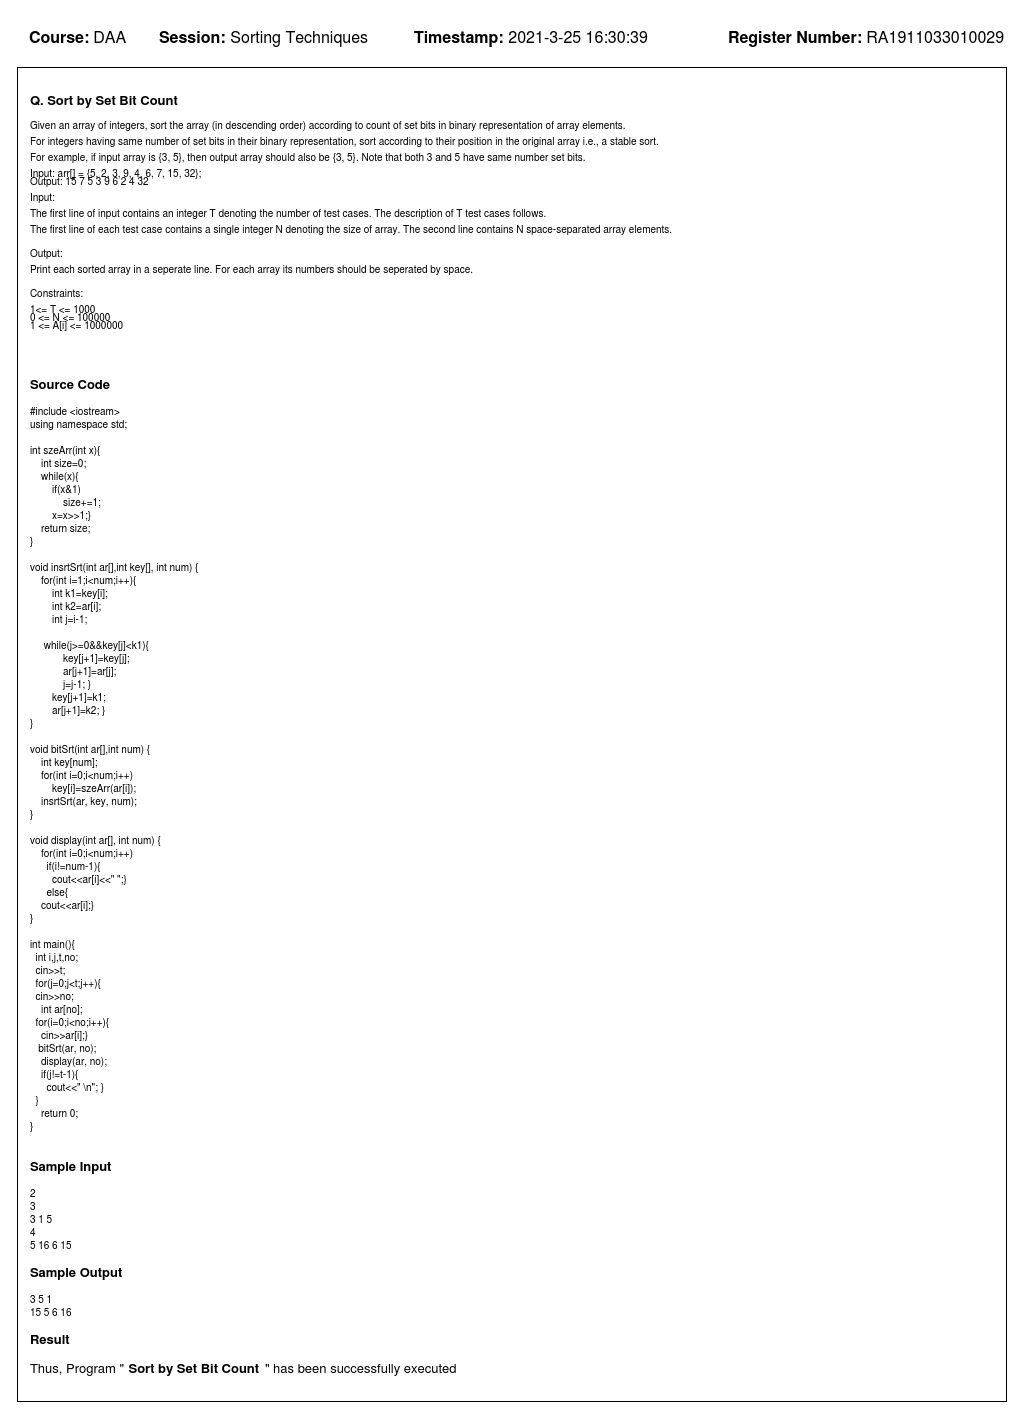 Course: DAA Session: Sorting Techniques Timestamp: 2021-3-25 16:30:39 Register Number: RA1911033010029
Q. Sort by Set Bit Count
Given an array of integers, sort the array (in descending order) according to count of set bits in binary representation of array elements.
For integers having same number of set bits in their binary representation, sort according to their position in the original array i.e., a stable sort.
For example, if input array is {3, 5}, then output array should also be {3, 5}. Note that both 3 and 5 have same number set bits.
Input: arr[] = {5, 2, 3, 9, 4, 6, 7, 15, 32};
Output: 15 7 5 3 9 6 2 4 32
Input:
The first line of input contains an integer T denoting the number of test cases. The description of T test cases follows.
The first line of each test case contains a single integer N denoting the size of array. The second line contains N space-separated array elements.
Output:
Print each sorted array in a seperate line. For each array its numbers should be seperated by space.
Constraints:
1<= T <= 1000
0 <= N <= 100000
1 <= A[i] <= 1000000
Source Code
#include <iostream>
using namespace std;
int szeArr(int x){
int size=0;
while(x){
if(x&1)
size+=1;
x=x>>1;}
return size;
}
void insrtSrt(int ar[],int key[], int num) {
for(int i=1;i<num;i++){
int k1=key[i];
int k2=ar[i];
int j=i-1;
while(j>=0&&key[j]<k1){
key[j+1]=key[j];
ar[j+1]=ar[j];
j=j-1; }
key[j+1]=k1;
ar[j+1]=k2; }
}
void bitSrt(int ar[],int num) {
int key[num];
for(int i=0;i<num;i++)
key[i]=szeArr(ar[i]);
insrtSrt(ar, key, num);
}
void display(int ar[], int num) {
for(int i=0;i<num;i++)
if(i!=num-1){
cout<<ar[i]<<" ";}
else{
cout<<ar[i];}
}
int main(){
int i,j,t,no;
cin>>t;
for(j=0;j<t;j++){
cin>>no;
int ar[no];
for(i=0;i<no;i++){
cin>>ar[i];}
bitSrt(ar, no);
display(ar, no);
if(j!=t-1){
cout<<" \n"; }
}
return 0;
}
Sample Input
2
3
3 1 5
4
5 16 6 15
Sample Output
3 5 1
15 5 6 16
Result
Thus, Program " Sort by Set Bit Count " has been successfully executed